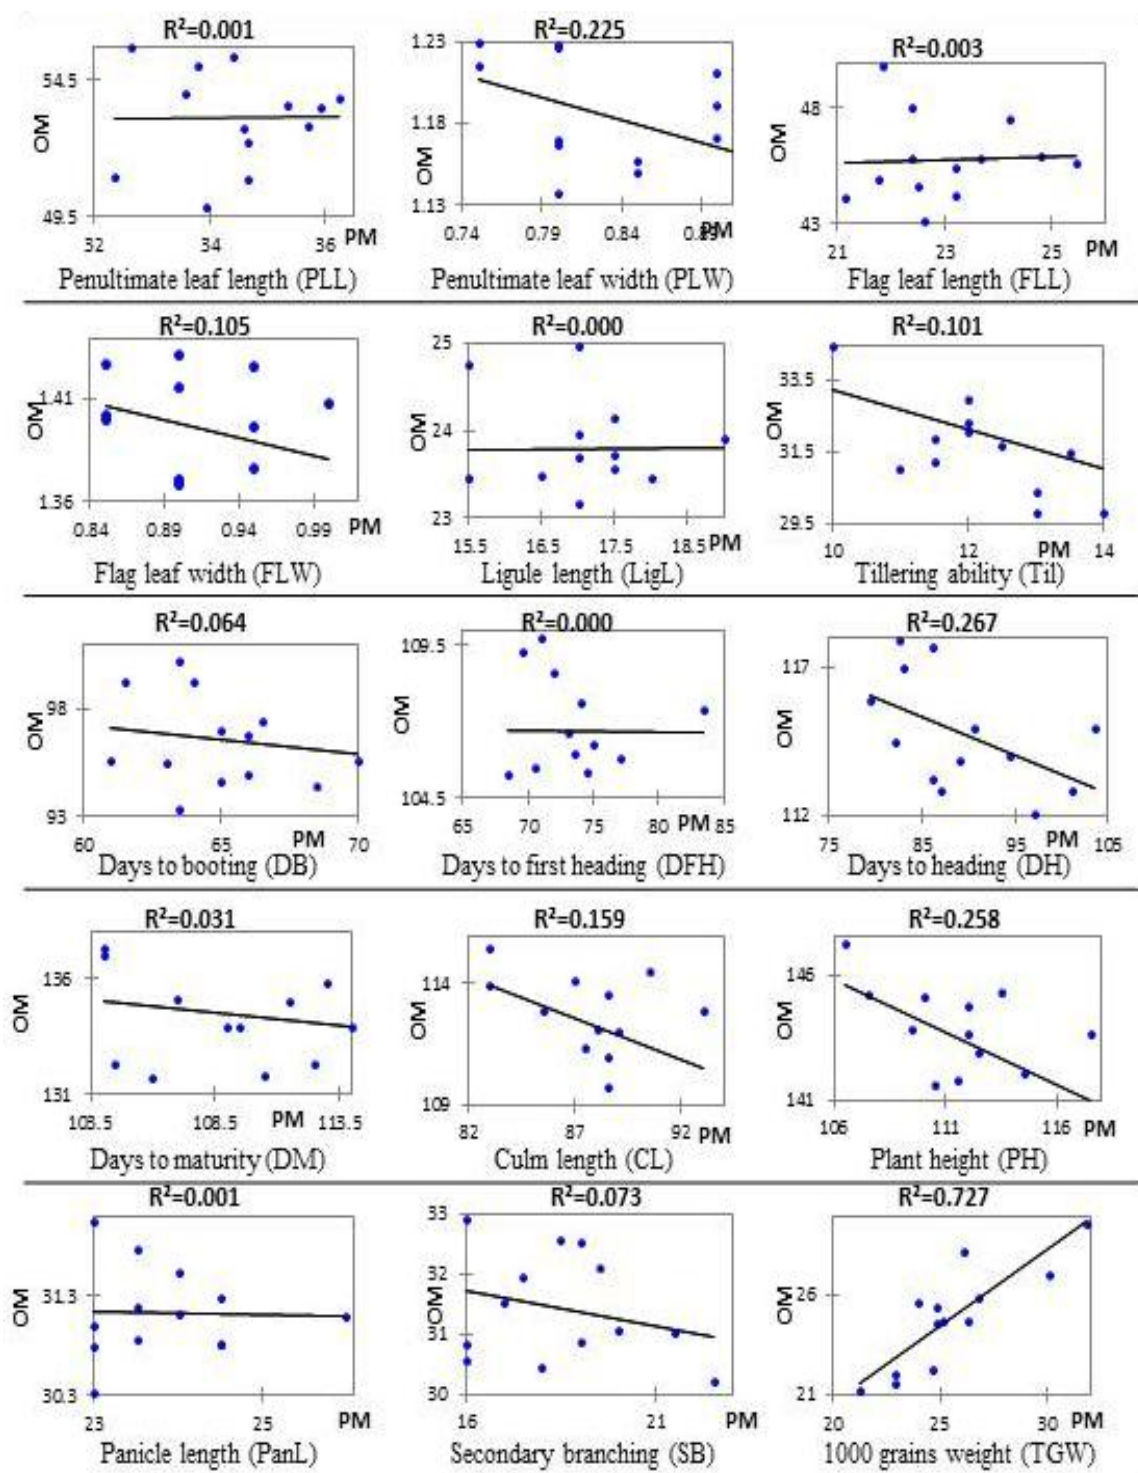 R²=0.001
54.5
OM
49.5
32 34 36 PM
Penultimate leaf length (PLL)
R²=0.225
1.23
1.18
OM
1.13
0.74 0.79 0.84 0.89 PM
Penultimate leaf width (PLW)
R²=0.003
48
OM
43
21 23 25 PM
Flag leaf length (FLL)
R²=0.105
1.41
OM
1.36
0.84 0.89 0.94 0.99 PM
Flag leaf width (FLW)
R²=0.000
25
24
OM
23
15.5 16.5 17.5 18.5 PM
Ligule length (LigL)
R²=0.101
33.5
OM
31.5
29.5
10 12 PM 14
Tillering ability (Til)
R²=0.064
98
OM
93
60 65 PM 70
Days to booting (DB)
R²=0.000
109.5
OM
104.5
65 70 75 80 PM 85
Days to first heading (DFH)
R²=0.267
117
OM
112
75 85 95 PM 105
Days to heading (DH)
R²=0.031
136
OM
131
103.5 108.5 PM 113.5
Days to maturity (DM)
R²=0.159
114
OM
109
82 87 92 PM
Culm length (CL)
R²=0.258
146
OM
141
106 111 116 PM
Plant height (PH)
R²=0.001
OM
31.3
30.3
23 25 PM
Panicle length (PanL)
R²=0.073
33
32
OM
31
30
16 21 PM
Secondary branching (SB)
R²=0.727
OM
26
21
20 25 30 PM
1000 grains weight (TGW)